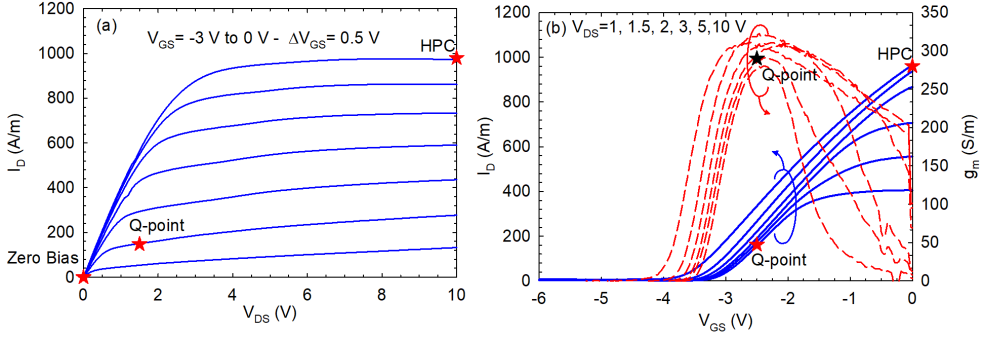 (a)
V_GS= -3 V to 0 V - ΔV_GS= 0.5 V
HPC
Q-point
Zero Bias
I_D (A/m)
1200
1000
800
600
400
200
0
0 2 4 6 8 10
V_DS (V)
(b) V_DS=1, 1.5, 2, 3, 5,10 V
HPC
Q-point
Q-point
I_D (A/m)
1200
1000
800
600
400
200
0
350
300
250
200
150
100
50
0
g_m (S/m)
-6 -5 -4 -3 -2 -1 0
V_GS (V)